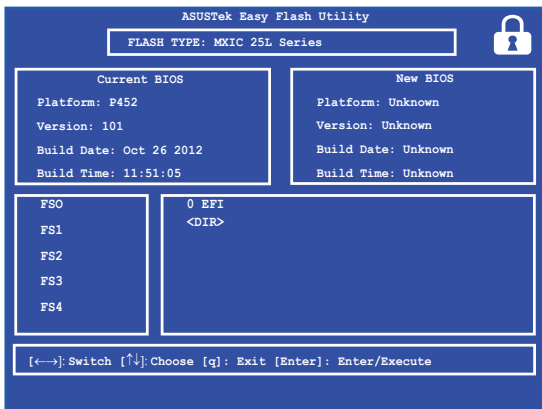 ASUSTek Easy Flash Utility
FLASH TYPE: MXIC 25L Series
Current BIOS
Platform: P452
Version: 101
Build Date: Oct 26 2012
Build Time: 11:51:05
New BIOS
Platform: Unknown
Version: Unknown
Build Date: Unknown
Build Time: Unknown
FSO
FS1
FS2
FS3
FS4
0 EFI
<DIR>
[←→]: Switch [↑↓]: Choose [q]: Exit [Enter]: Enter/Execute